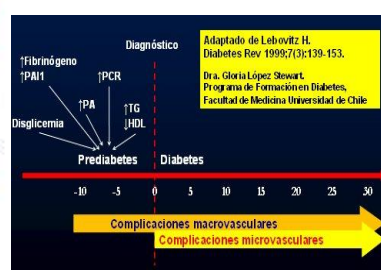 ↑Fibrinógeno
↑PAI1
Disglicemia
↑PA
↑PCR
↑TG
↓HDL
Diagnóstico
Adaptado de Lebovitz H.
Diabetes Rev 1999;7(3):139-153.
Dra. Gloria López Stewart.
Programa de Formación en Diabetes,
Facultad de Medicina Universidad de Chile
Prediabetes Diabetes
-10 -5 0 5 10 15 20 25 30
Complicaciones macrovasculares
Complicaciones microvasculares